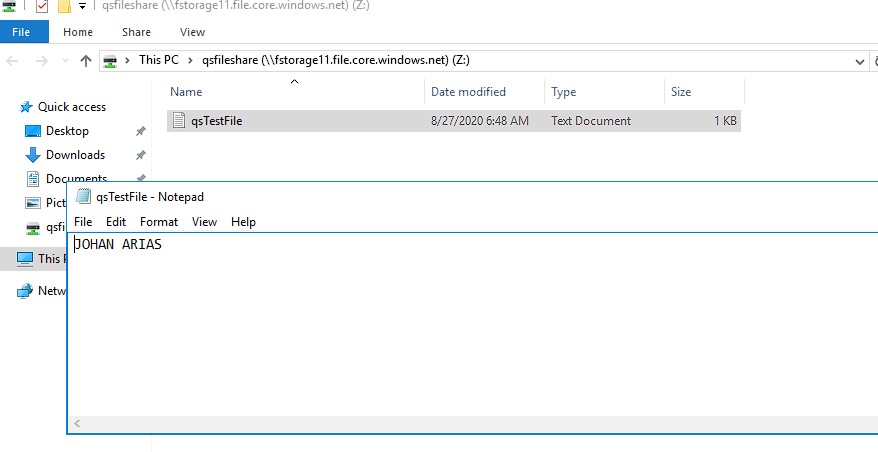 qsfileshare (\\fstorage11.file.core.windows.net) (Z:)
File Home Share View
This PC qsfileshare (\\fstorage11.file.core.windows.net) (Z:)
Name Date modified Type Size
Quick access
qsTestFile 8/27/2020 6:48 AM Text Document 1 KB
Desktop
Downloads
Documents
Pict
qsfi
This P
Netw
qsTestFile - Notepad
File Edit Format View Help
JOHAN ARIAS